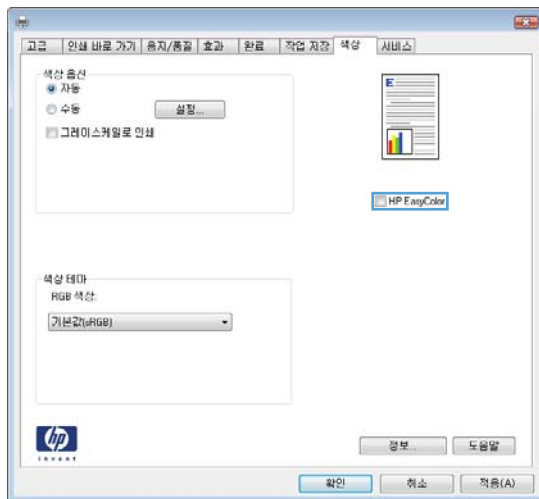 고급 인쇄 바로 가기 용지/품질 효과 완료 작업 저장 색상 서비스
색상 옵션
자동
수동
설정...
그레이스케일로 인쇄
E
HP EasyColor
색상 테마
RGB 색상:
기본값(sRGB)
hp
invent
정보...
도움말
확인
취소
적용(A)